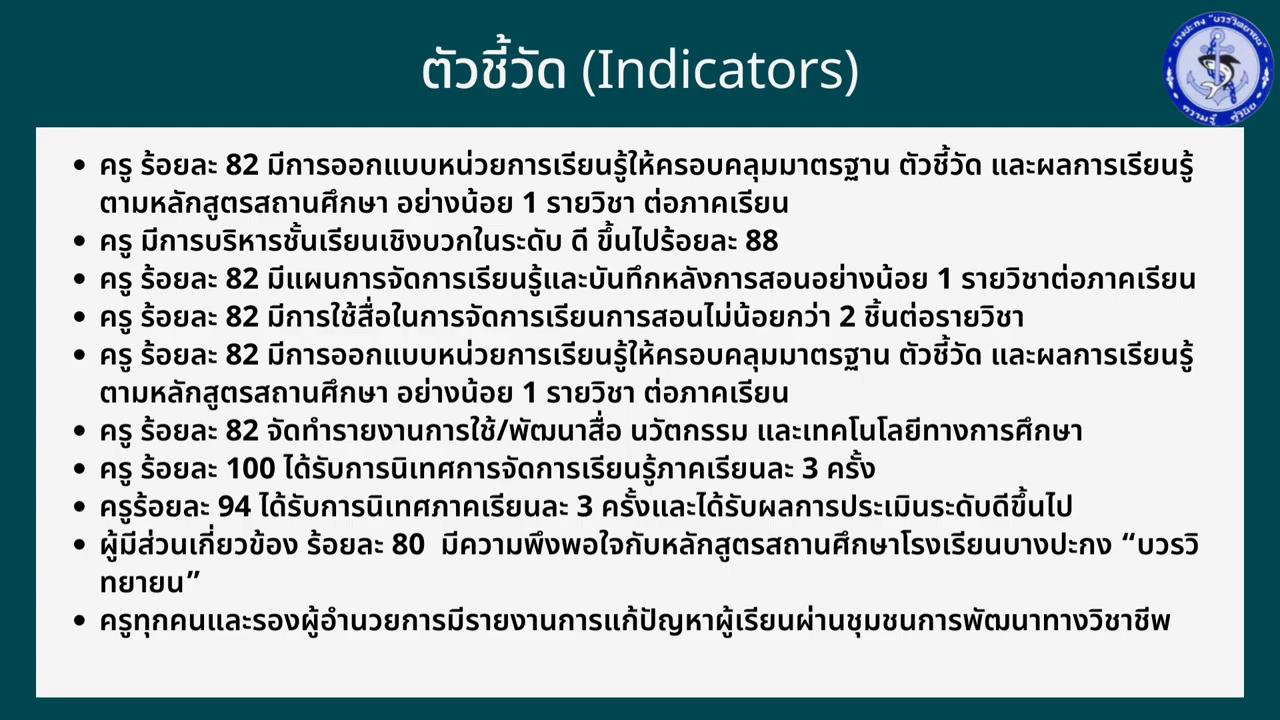 ตัวชี้วัด (Indicators)
บางปะกง "บวรวิทยายน"
• ครู ร้อยละ 82 มีการออกแบบหน่วยการเรียนรู้ให้ครอบคลุมมาตรฐาน ตัวชี้วัด และผลการเรียนรู้
ตามหลักสูตรสถานศึกษา อย่างน้อย 1 รายวิชา ต่อภาคเรียน
• ครู มีการบริหารชั้นเรียนเชิงบวกในระดับ ดี ขึ้นไปร้อยละ 88
• ครู ร้อยละ 82 มีแผนการจัดการเรียนรู้และบันทึกหลังการสอนอย่างน้อย 1 รายวิชาต่อภาคเรียน
• ครู ร้อยละ 82 มีการใช้สื่อในการจัดการเรียนการสอนไม่น้อยกว่า 2 ชิ้นต่อรายวิชา
• ครู ร้อยละ 82 มีการออกแบบหน่วยการเรียนรู้ให้ครอบคลุมมาตรฐาน ตัวชี้วัด และผลการเรียนรู้
ตามหลักสูตรสถานศึกษา อย่างน้อย 1 รายวิชา ต่อภาคเรียน
• ครู ร้อยละ 82 จัดทำรายงานการใช้/พัฒนาสื่อ นวัตกรรม และเทคโนโลยีทางการศึกษา
• ครู ร้อยละ 100 ได้รับการนิเทศการจัดการเรียนรู้ภาคเรียนละ 3 ครั้ง
• ครูร้อยละ 94 ได้รับการนิเทศภาคเรียนละ 3 ครั้งและได้รับผลการประเมินระดับดีขึ้นไป
• ผู้มีส่วนเกี่ยวข้อง ร้อยละ 80  มีความพึงพอใจกับหลักสูตรสถานศึกษาโรงเรียนบางปะกง “บวรวิ
ทยายน”
• ครูทุกคนและรองผู้อำนวยการมีรายงานการแก้ปัญหาผู้เรียนผ่านชุมชนการพัฒนาทางวิชาชีพ